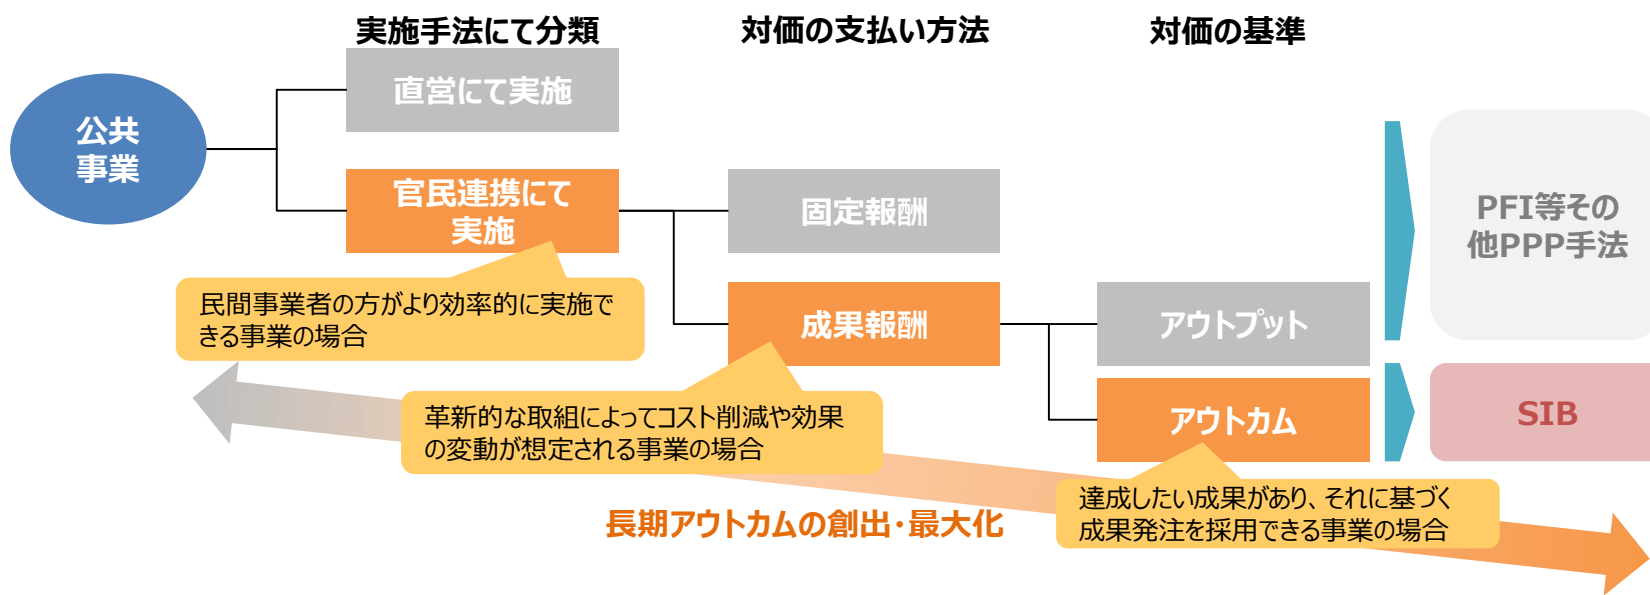 実施手法にて分類
対価の支払い方法
対価の基準
公共
事業
直営にて実施
官民連携にて
実施
固定報酬
成果報酬
アウトプット
アウトカム
PFI等その
他PPP手法
SIB
民間事業者の方がより効率的に実施で
きる事業の場合
革新的な取組によってコスト削減や効果
の変動が想定される事業の場合
達成したい成果があり、それに基づく
成果発注を採用できる事業の場合
長期アウトカムの創出・最大化